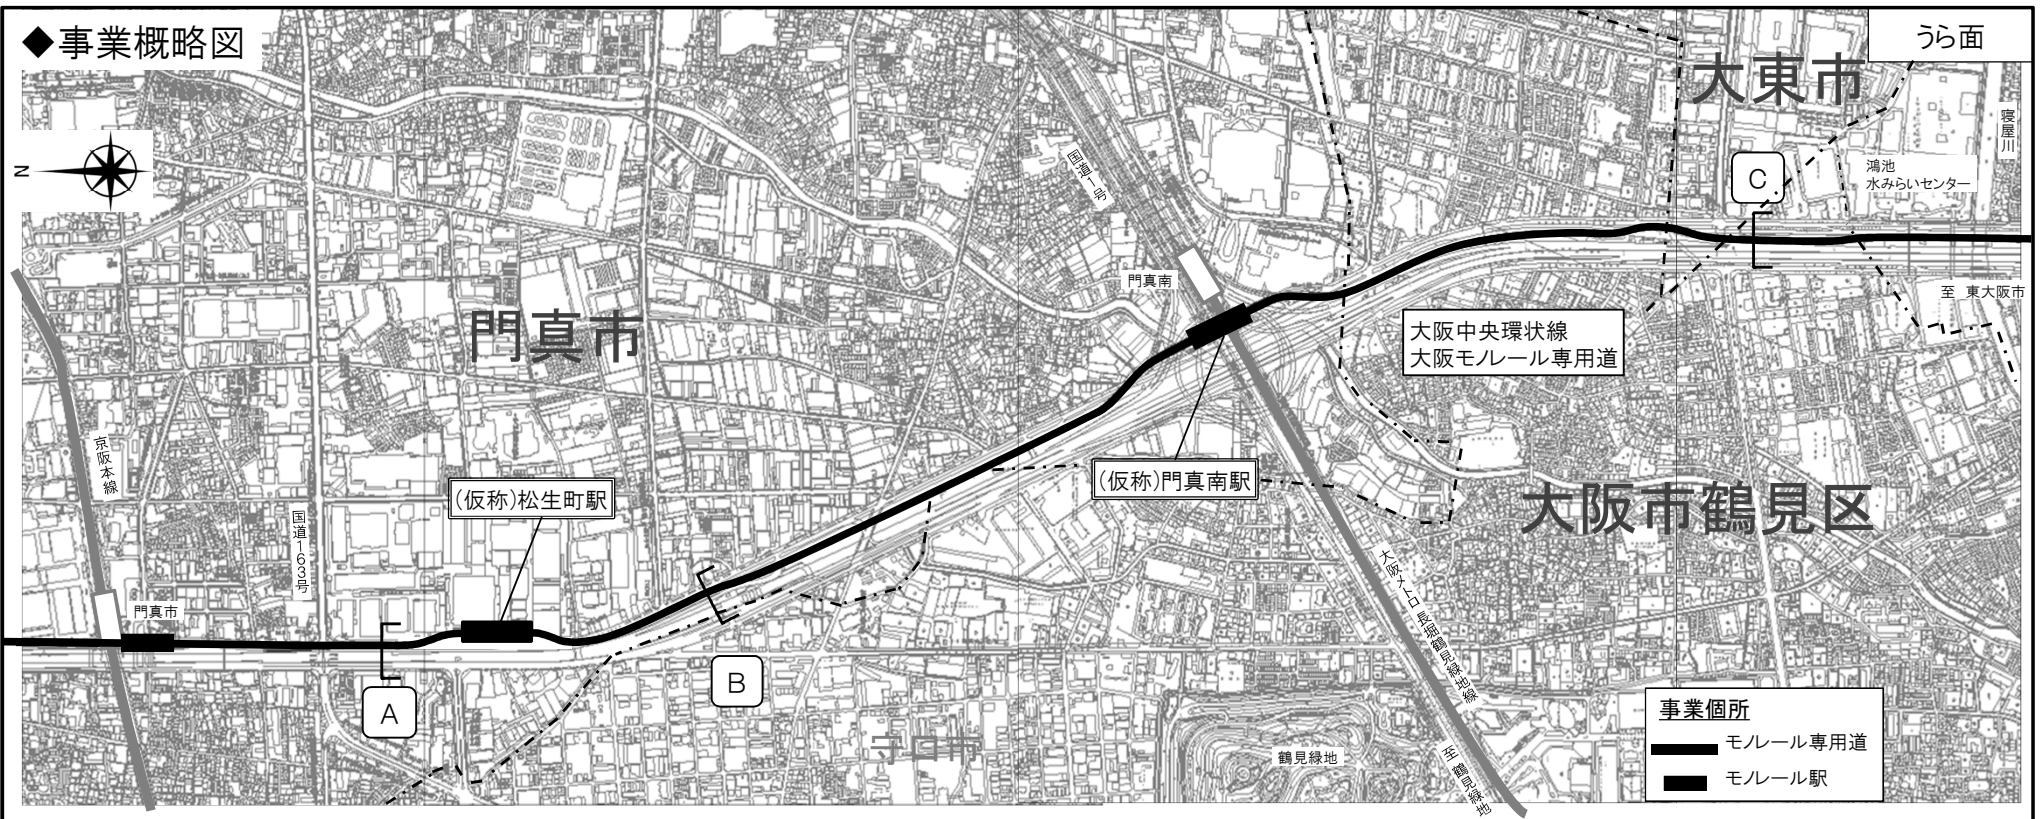 ◆事業概略図
うら面
大東市
寝屋川
N
国道1号
C
鴻池
水みらいセンター
門真南
至 東大阪市
門真市
大阪中央環状線
大阪モノレール専用道
京阪本線
(仮称)松生町駅
(仮称)門真南駅
大阪市鶴見区
国道163号
大阪メトロ 長堀鶴見緑地線
門真市
B
A
守口市
鶴見緑地
至 鶴見緑地
事業個所
モノレール専用道
モノレール駅